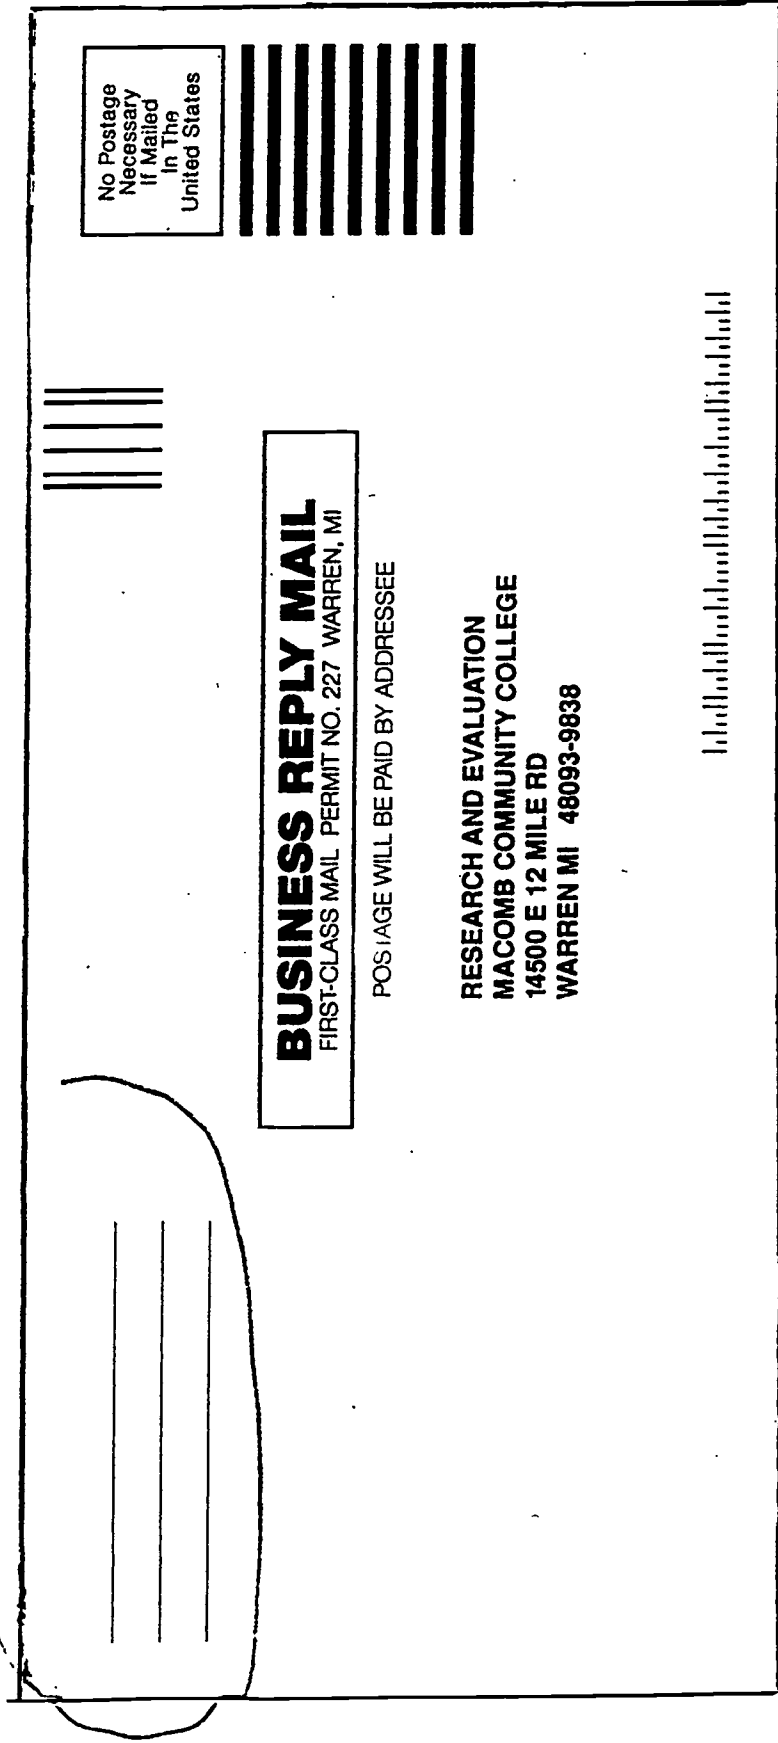 No Postage
Necessary
If Mailed
In The
United States
BUSINESS REPLY MAIL
FIRST-CLASS MAIL PERMIT NO. 227 WARREN, MI
POSTAGE WILL BE PAID BY ADDRESSEE
RESEARCH AND EVALUATION
MACOMB COMMUNITY COLLEGE
14500 E 12 MILE RD
WARREN MI 48093-9838